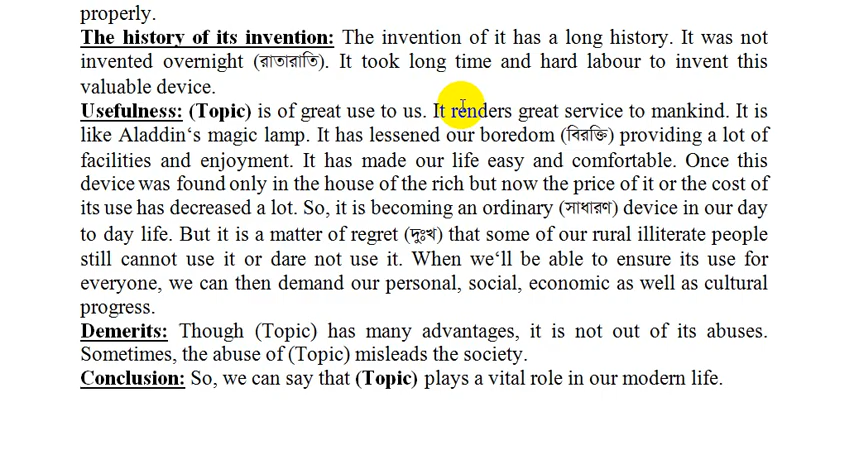 properly.
The history of its invention: The invention of it has a long history. It was not
invented overnight (রাতারাতি). It took long time and hard labour to invent this
valuable device.
Usefulness: (Topic) is of great use to us. It renders great service to mankind. It is
like Aladdin‘s magic lamp. It has lessened our boredom (বিরক্তি) providing a lot of
facilities and enjoyment. It has made our life easy and comfortable. Once this
device was found only in the house of the rich but now the price of it or the cost of
its use has decreased a lot. So, it is becoming an ordinary (সাধারণ) device in our day
to day life. But it is a matter of regret (দুঃখ) that some of our rural illiterate people
still cannot use it or dare not use it. When we‘ll be able to ensure its use for
everyone, we can then demand our personal, social, economic as well as cultural
progress.
Demerits: Though (Topic) has many advantages, it is not out of its abuses.
Sometimes, the abuse of (Topic) misleads the society.
Conclusion: So, we can say that (Topic) plays a vital role in our modern life.